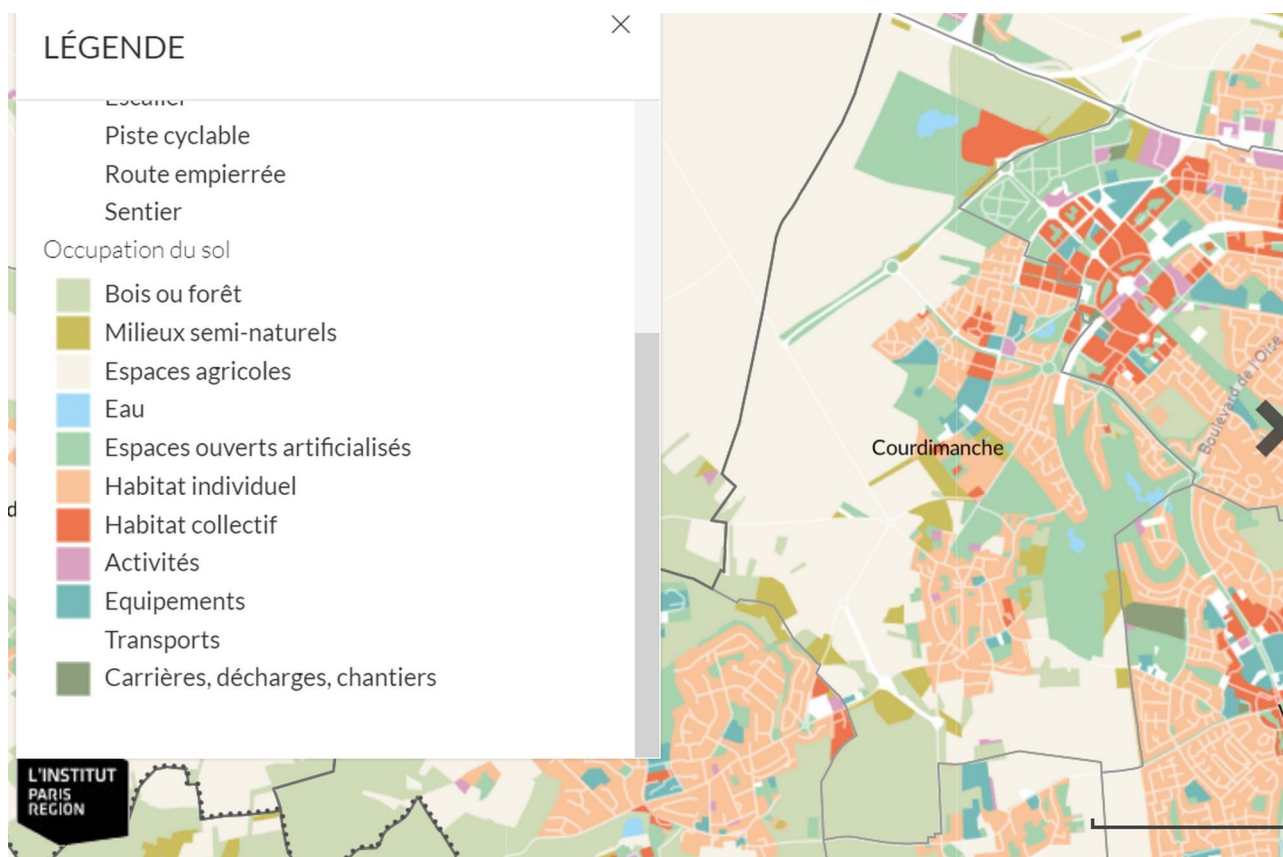 LÉGENDE
Escalier
Piste cyclable
Route empierrée
Sentier
Occupation du sol
Bois ou forêt
Milieux semi-naturels
Espaces agricoles
Eau
Espaces ouverts artificialisés
Habitat individuel
Habitat collectif
Activités
Equipements
Transports
Carrières, décharges, chantiers
L'INSTITUT
PARIS
REGION
Courdimanche
Boulevard de l'Oise